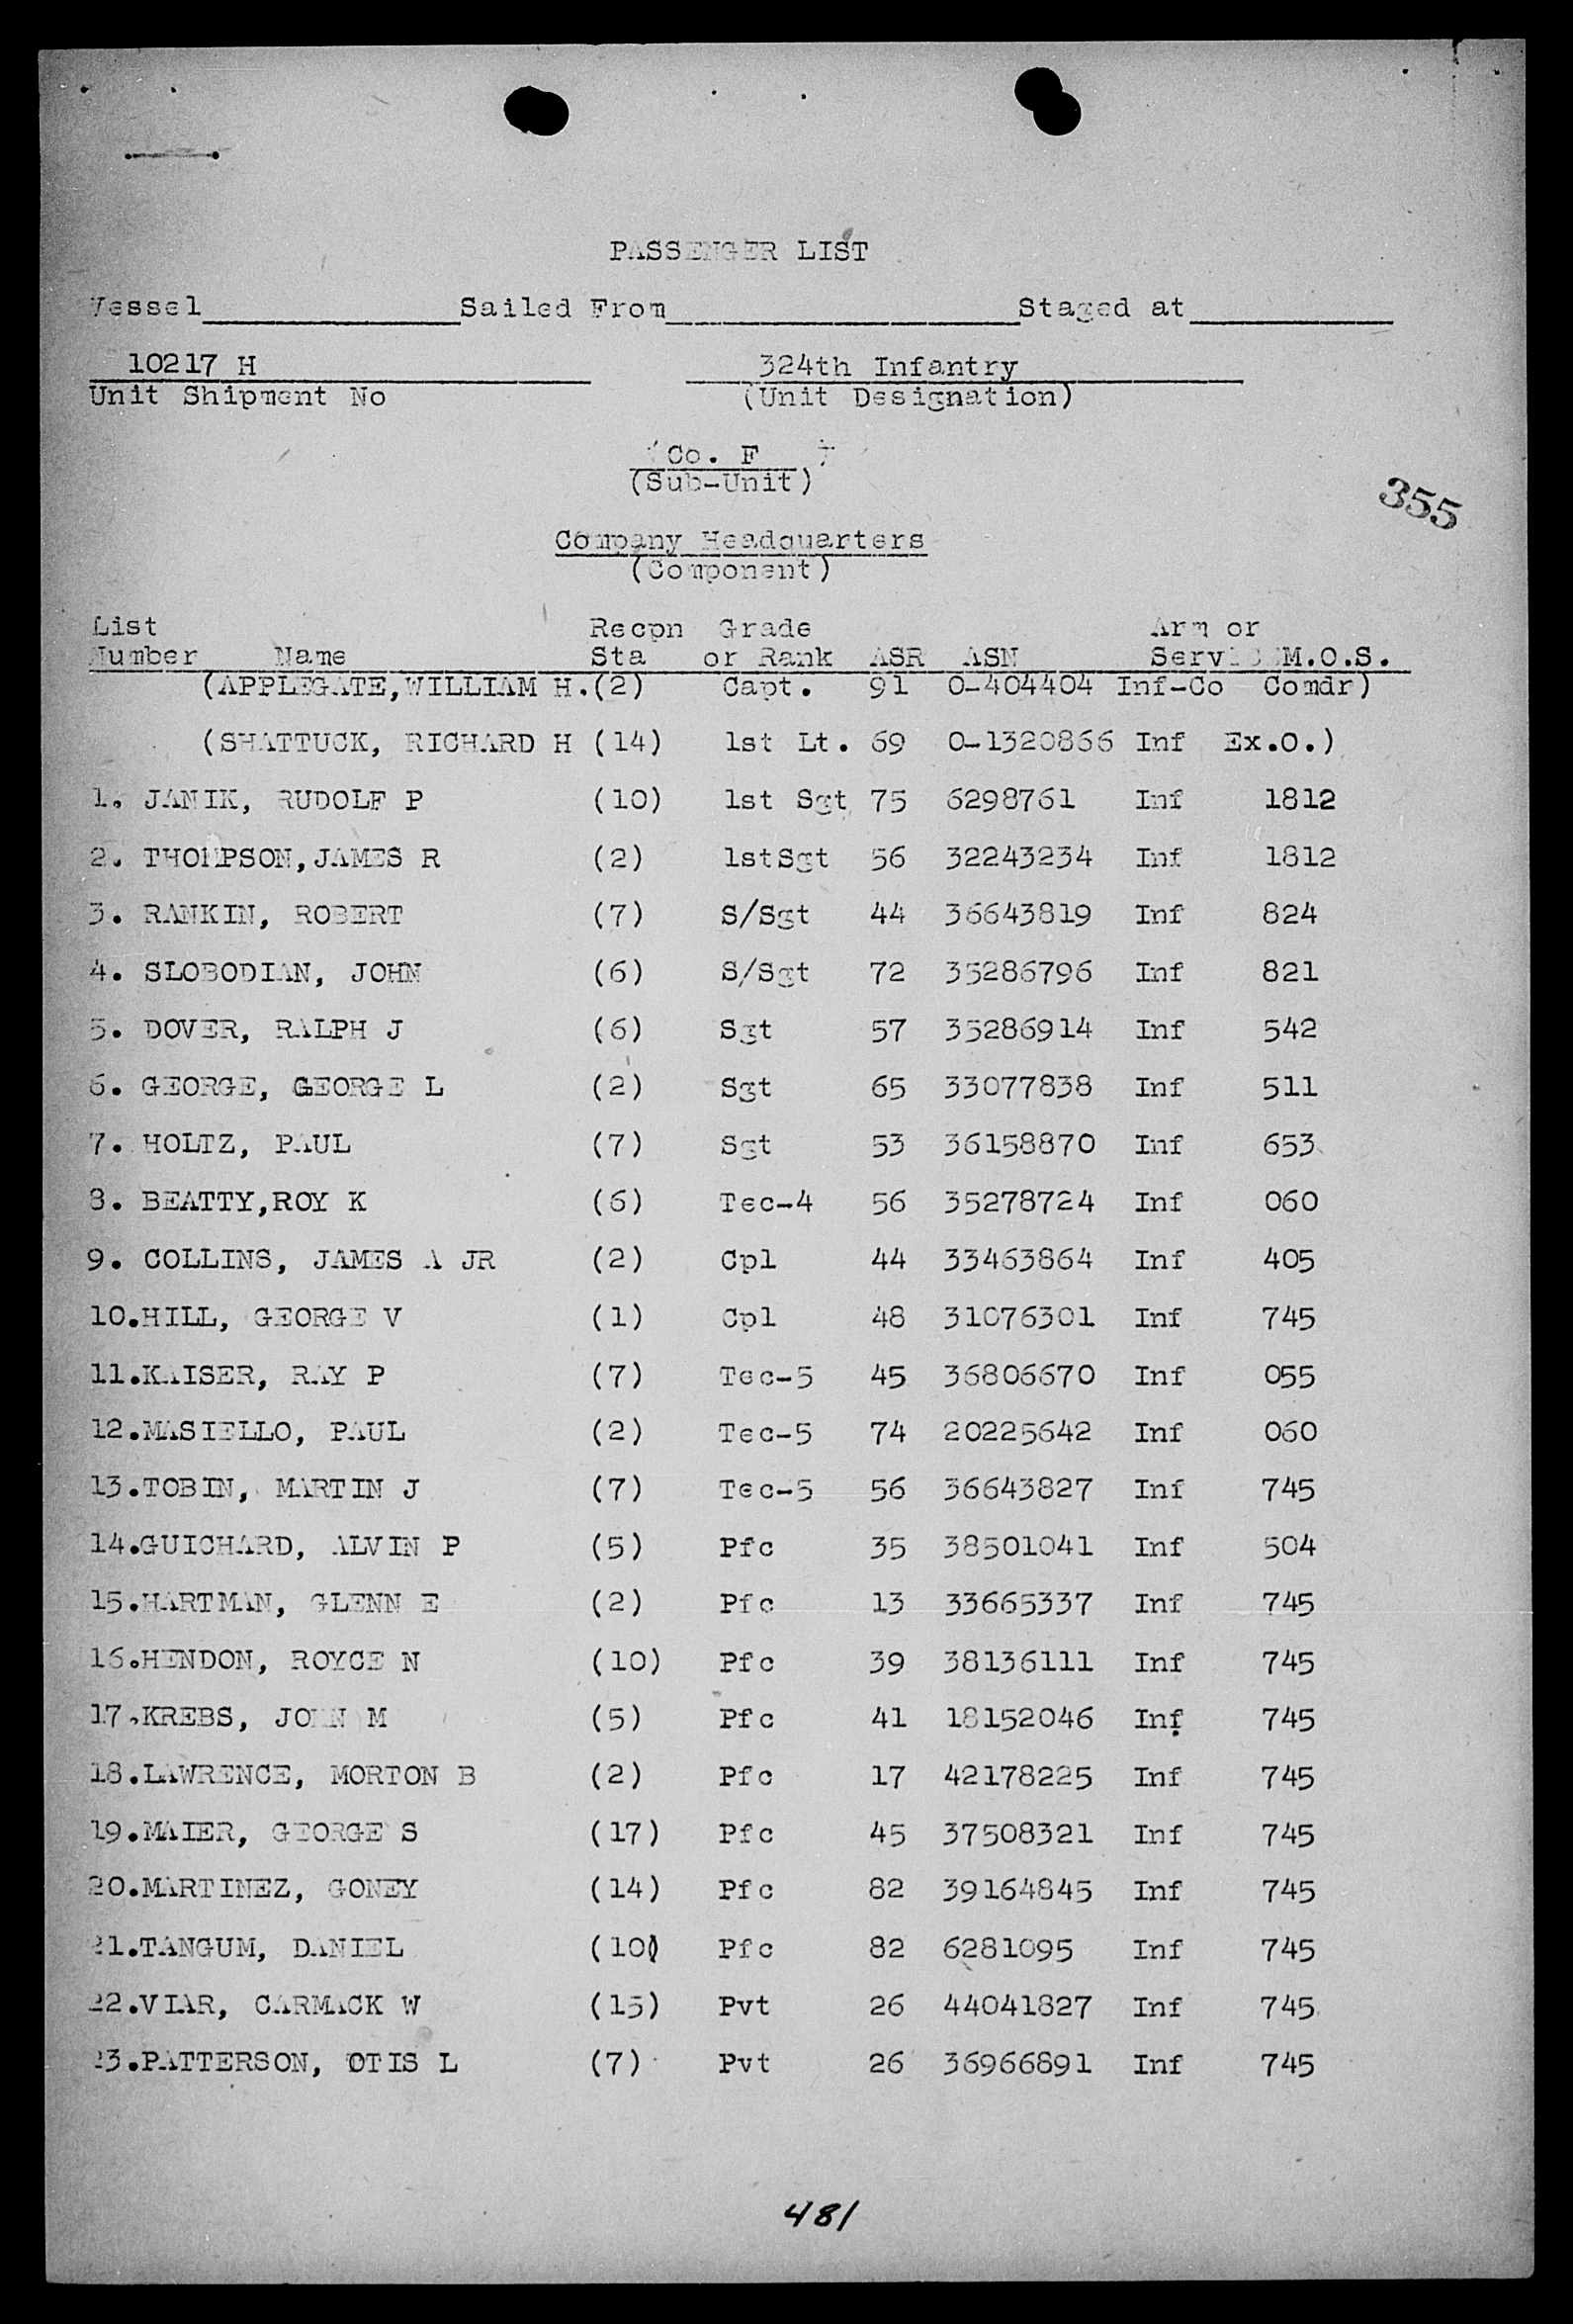 PASSENGER LIST
Vessel Sailed From Staged at
10217 H 324th Infantry
Unit Shipment No (Unit Designation)
Co. F
(Sub-Unit)
355
Company Headquarters
(Component)
List Recpn Grade Arm or
Number Name Sta or Rank ASR ASN Service M.O.S.
(APPLEGATE,WILLIAM H.(2) Capt. 91 O-404404 Inf-Co Comdr)
(SHATTUCK, RICHARD H (14) 1st Lt. 69 O-1320866 Inf Ex.O.)
1. JANIK, RUDOLF P (10) 1st Sgt 75 6298761 Inf 1812
2. THOMPSON,JAMES R (2) 1stSgt 56 32243234 Inf 1812
3. RANKIN, ROBERT (7) S/Sgt 44 36643819 Inf 824
4. SLOBODIAN, JOHN (6) S/Sgt 72 35286796 Inf 821
5. DOVER, RALPH J (6) Sgt 57 35286914 Inf 542
6. GEORGE, GEORGE L (2) Sgt 65 33077838 Inf 511
7. HOLTZ, PAUL (7) Sgt 53 36158870 Inf 653
8. BEATTY,ROY K (6) Tec-4 56 35278724 Inf 060
9. COLLINS, JAMES A JR (2) Cpl 44 33463864 Inf 405
10.HILL, GEORGE V (1) Cpl 48 31076301 Inf 745
11.KAISER, RAY P (7) Tec-5 45 36806670 Inf 055
12.MASIELLO, PAUL (2) Tec-5 74 20225642 Inf 060
13.TOBIN, MARTIN J (7) Tec-5 56 36643827 Inf 745
14.GUICHARD, ALVIN P (5) Pfc 35 38501041 Inf 504
15.HARTMAN, GLENN E (2) Pfc 13 33665337 Inf 745
16.HENDON, ROYCE N (10) Pfc 39 38136111 Inf 745
17.KREBS, JOHN M (5) Pfc 41 18152046 Inf 745
18.LAWRENCE, MORTON B (2) Pfc 17 42178225 Inf 745
19.MAIER, GEORGE S (17) Pfc 45 37508321 Inf 745
20.MARTINEZ, GONEY (14) Pfc 82 39164845 Inf 745
21.TANGUM, DANIEL (10) Pfc 82 6281095 Inf 745
22.VIAR, CARMACK W (15) Pvt 26 44041827 Inf 745
23.PATTERSON, OTIS L (7) Pvt 26 36966891 Inf 745
481